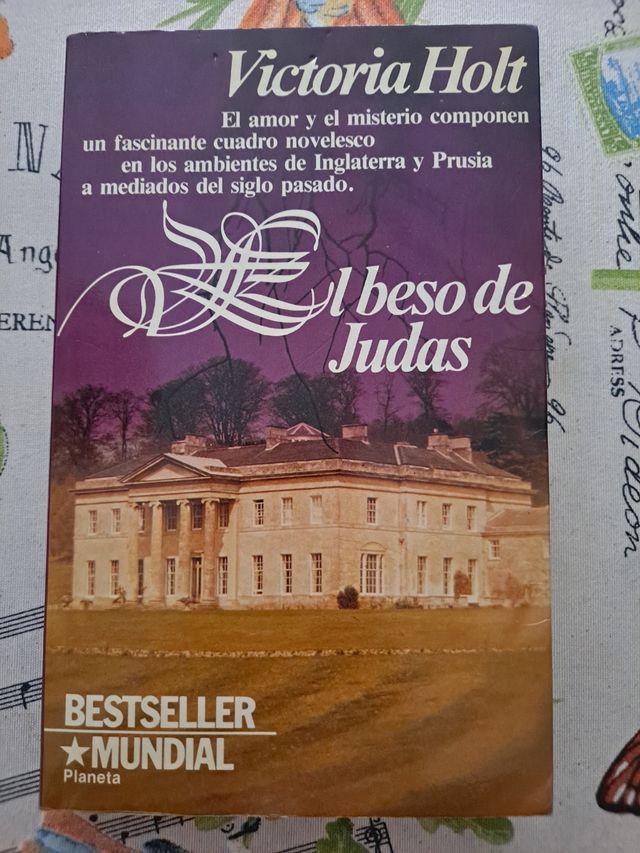 Victoria Holt
El amor y el misterio componen
un fascinante cuadro novelesco
en los ambientes de Inglaterra y Prusia
a mediados del siglo pasado.
El beso de
Judas
BESTSELLER
MUNDIAL
Planeta
ADRESS